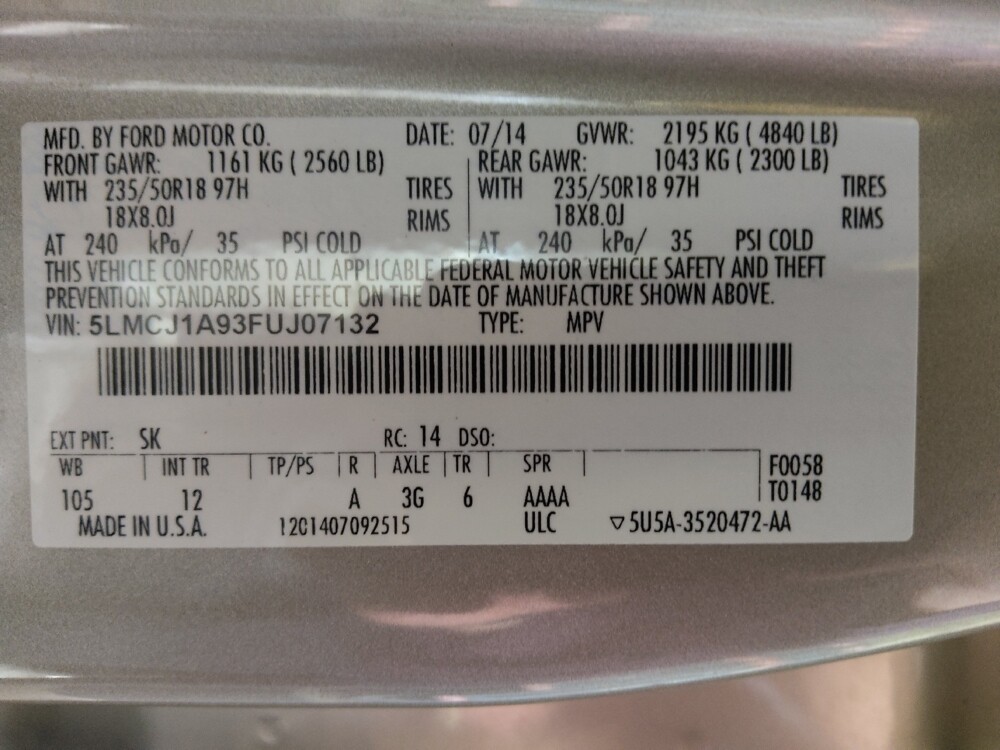 MFD. BY FORD MOTOR CO. DATE: 07/14 GVWR: 2195 KG ( 4840 LB)
FRONT GAWR: 1161 KG ( 2560 LB) REAR GAWR: 1043 KG ( 2300 LB)
WITH 235/50R18 97H TIRES WITH 235/50R18 97H TIRES
18X8.0J RIMS 18X8.0J RIMS
AT 240 kPa/ 35 PSI COLD AT 240 kPa/ 35 PSI COLD
THIS VEHICLE CONFORMS TO ALL APPLICABLE FEDERAL MOTOR VEHICLE SAFETY AND THEFT
PREVENTION STANDARDS IN EFFECT ON THE DATE OF MANUFACTURE SHOWN ABOVE.
VIN: 5LMCJ1A93FUJ07132 TYPE: MPV
EXT PNT: SK RC: 14 DSO:
WB INT TR TP/PS R AXLE TR SPR F0058
105 12 A 3G 6 AAAA T0148
MADE IN U.S.A. 1201407092515 ULC ▽5U5A-3520472-AA